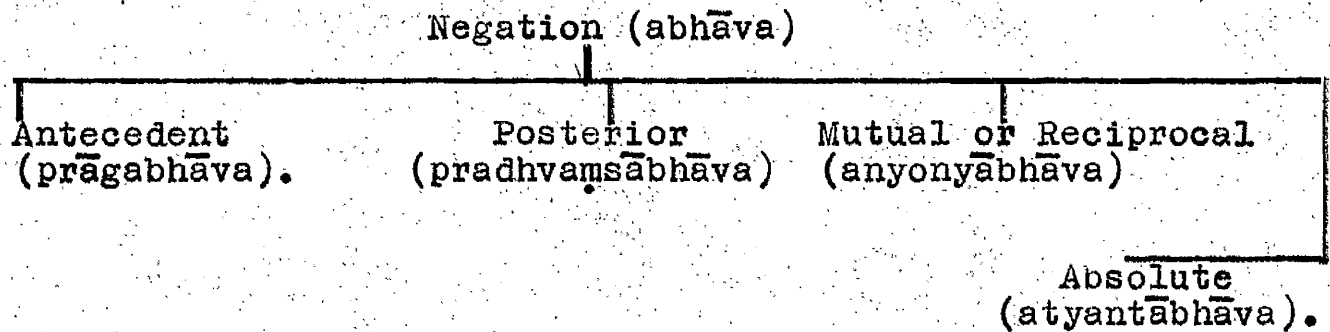 Negation (abhāva)
Antecedent Posterior Mutual or Reciprocal
(prāgabhāva). (pradhvaṃsābhāva) (anyonyābhāva)
Absolute
(atyantābhāva).